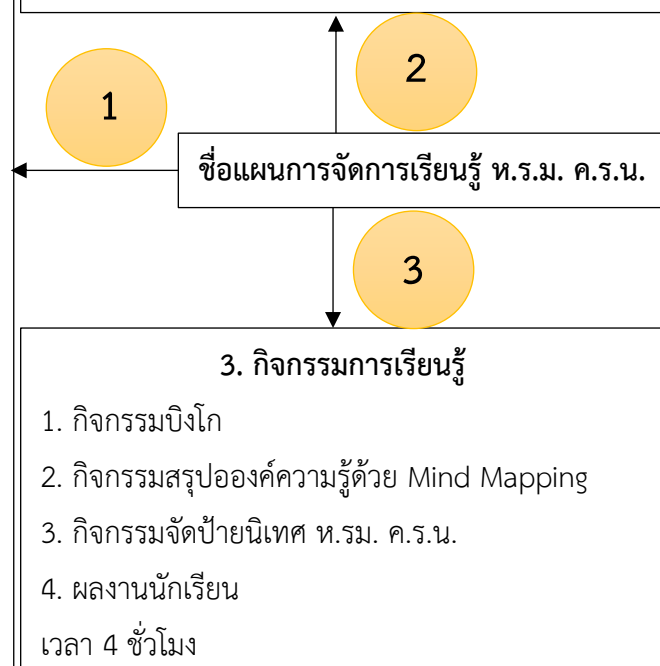 2
1
ชื่อแผนการจัดการเรียนรู้ ห.ร.ม. ค.ร.น.
3
3. กิจกรรมการเรียนรู้
1. กิจกรรมบิงโก
2. กิจกรรมสรุปอองค์ความรู้ด้วย Mind Mapping
3. กิจกรรมจัดป้ายนิเทศ ห.รม. ค.ร.น.
4. ผลงานนักเรียน
เวลา 4 ชั่วโมง